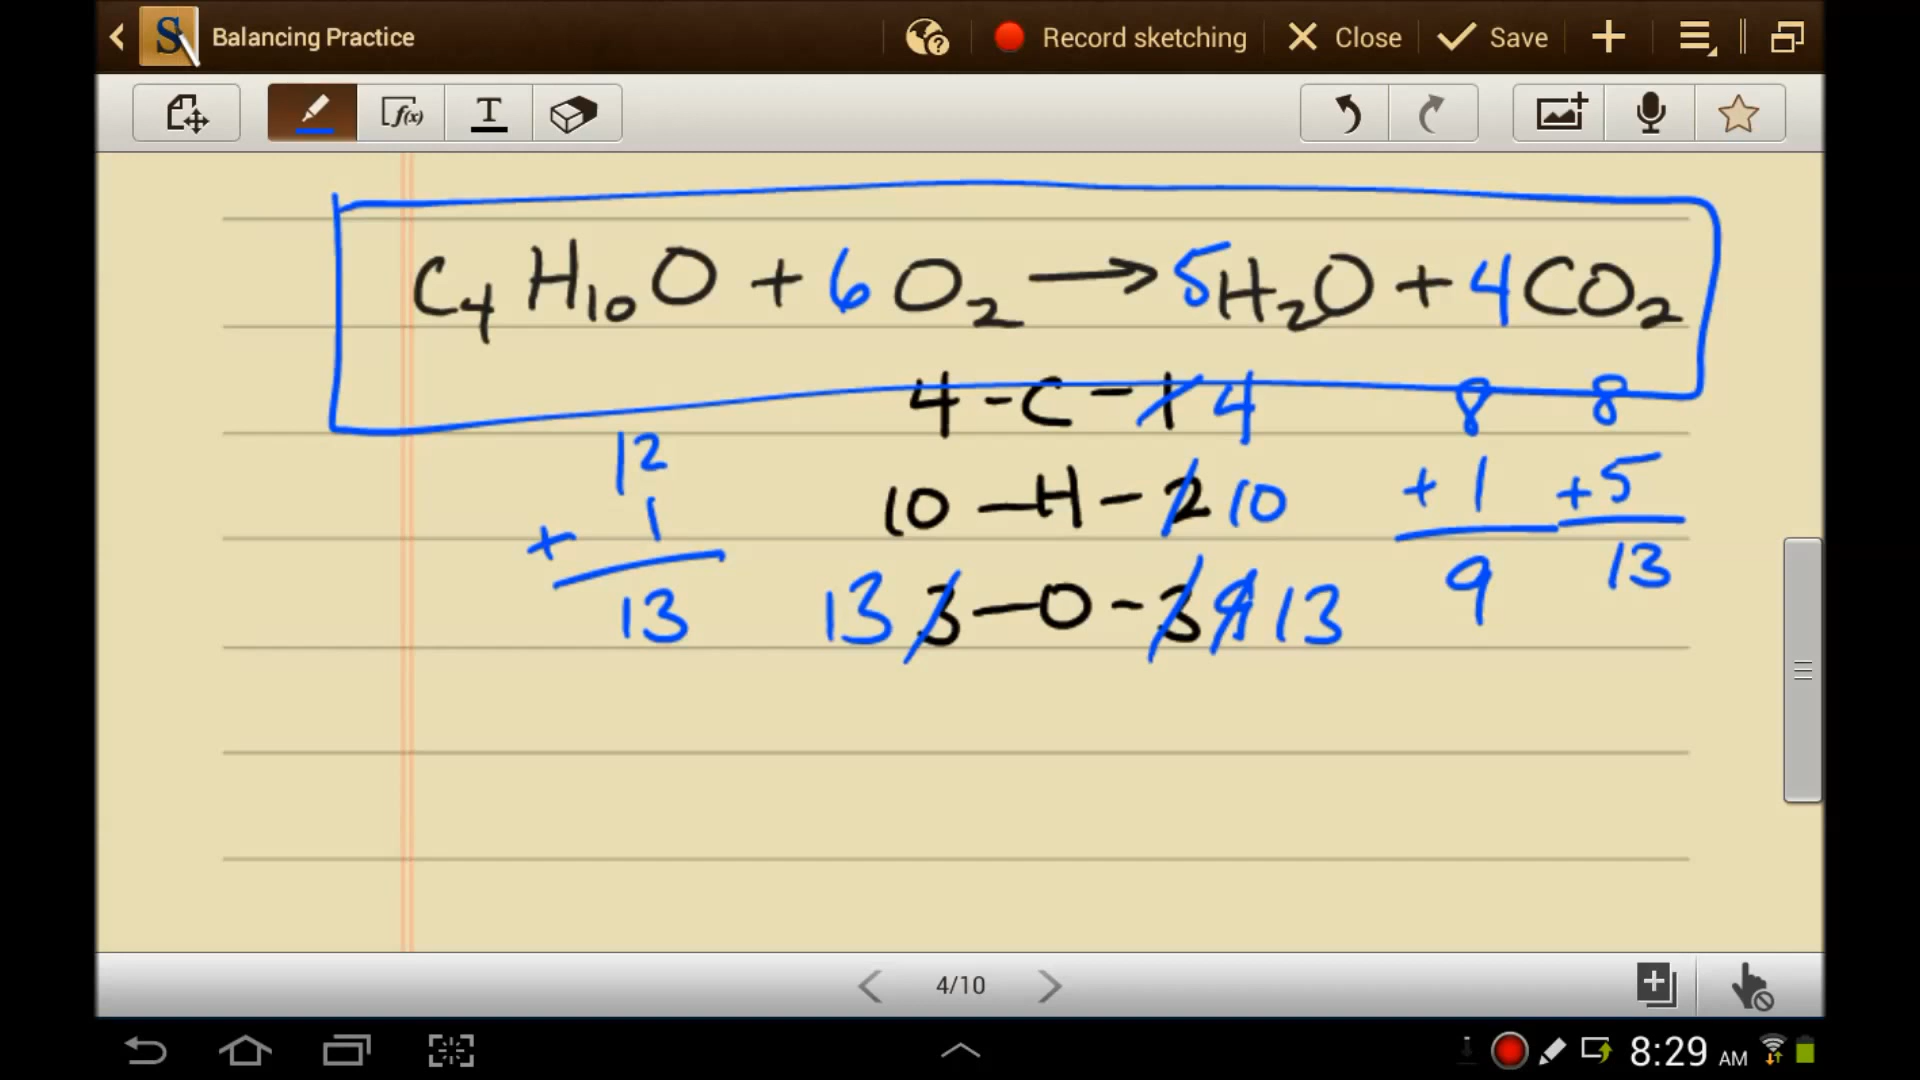 Balancing Practice Record sketching Close Save
f(x) T
C₄H₁₀O + 6O₂ → 5H₂O + 4CO₂
4 - C - 1 4
10 - H - 2 10
13 3 - O - 3 9 13
12
+ 1
13
8
+ 1
9
8
+ 5
13
4/10
8:29 AM